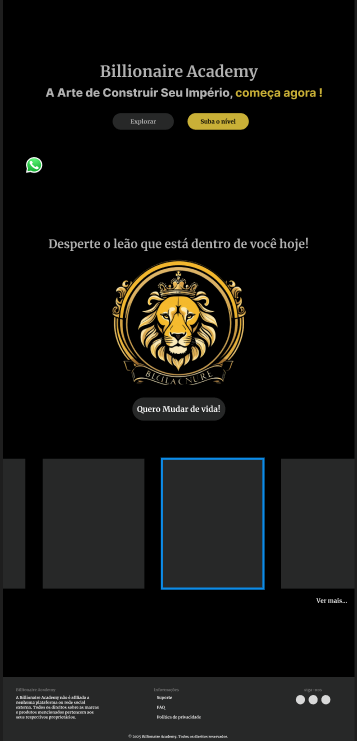 Billionaire Academy
A Arte de Construir Seu Império, começa agora !
Explorar
Suba o nível
Desperte o leão que está dentro de você hoje!
Quero Mudar de vida!
Ver mais...
Billionaire Academy
A Billionaire Academy não é afiliada a
nenhuma plataforma ou rede social
externa. Todos os direitos sobre as marcas
e produtos mencionados pertencem aos
seus respectivos proprietários.
Informações
Suporte
FAQ
Política de privacidade
© 2025 Billionaire Academy. Todos os direitos reservados.